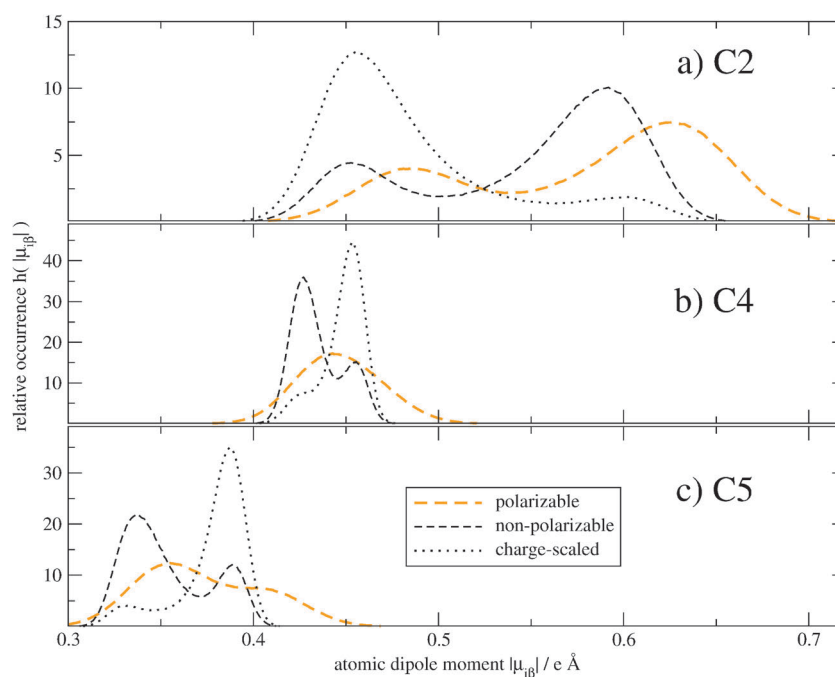 15
10
5
a) C2
relative occurrence h( |μiβ| )
40
30
20
10
b) C4
30
20
10
c) C5
polarizable
non-polarizable
charge-scaled
0.3 0.4 0.5 0.6 0.7
atomic dipole moment |μiβ| / e Å